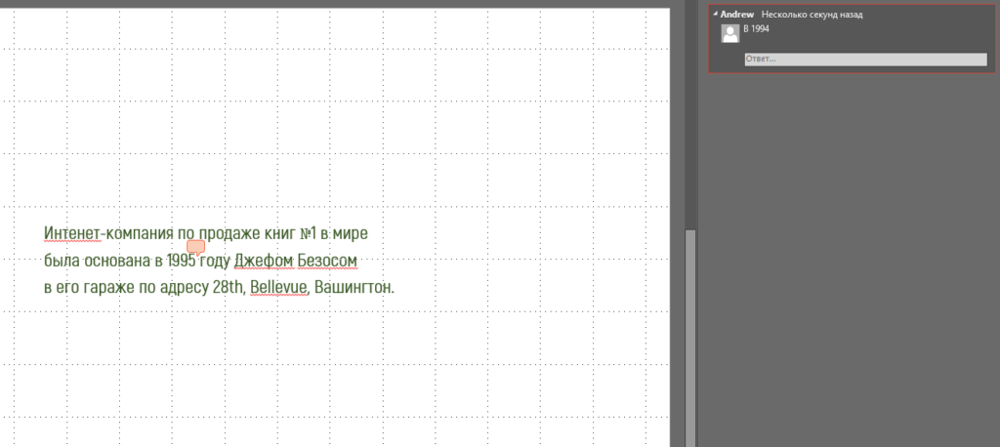 Andrew Несколько секунд назад
В 1994
Ответ...
Интенет-компания по продаже книг №1 в мире
была основана в 1995 году Джефом Безосом
в его гараже по адресу 28th, Bellevue, Вашингтон.